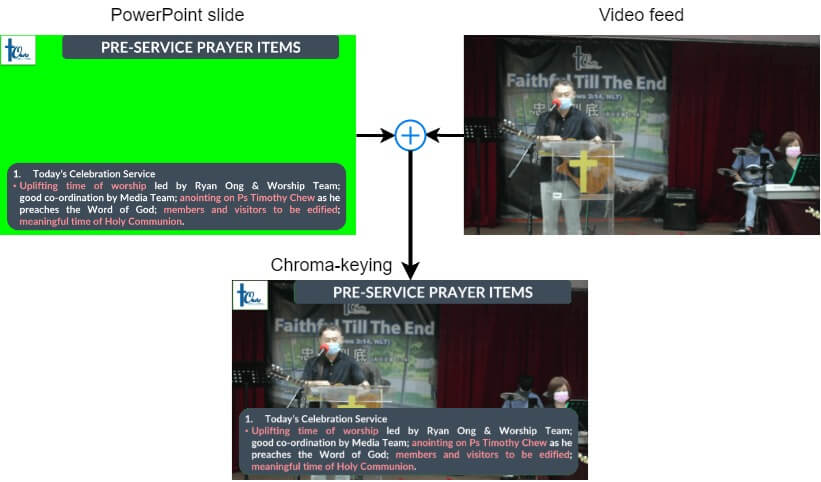 PowerPoint slide
Video feed
PRE-SERVICE PRAYER ITEMS
1. Today's Celebration Service
• Uplifting time of worship led by Ryan Ong & Worship Team;
good co-ordination by Media Team; anointing on Ps Timothy Chew as he
preaches the Word of God; members and visitors to be edified;
meaningful time of Holy Communion.
Faithful Till The End
Chroma-keying
PRE-SERVICE PRAYER ITEMS
Faithful Till The End
1. Today's Celebration Service
• Uplifting time of worship led by Ryan Ong & Worship Team;
good co-ordination by Media Team; anointing on Ps Timothy Chew as he
preaches the Word of God; members and visitors to be edified;
meaningful time of Holy Communion.